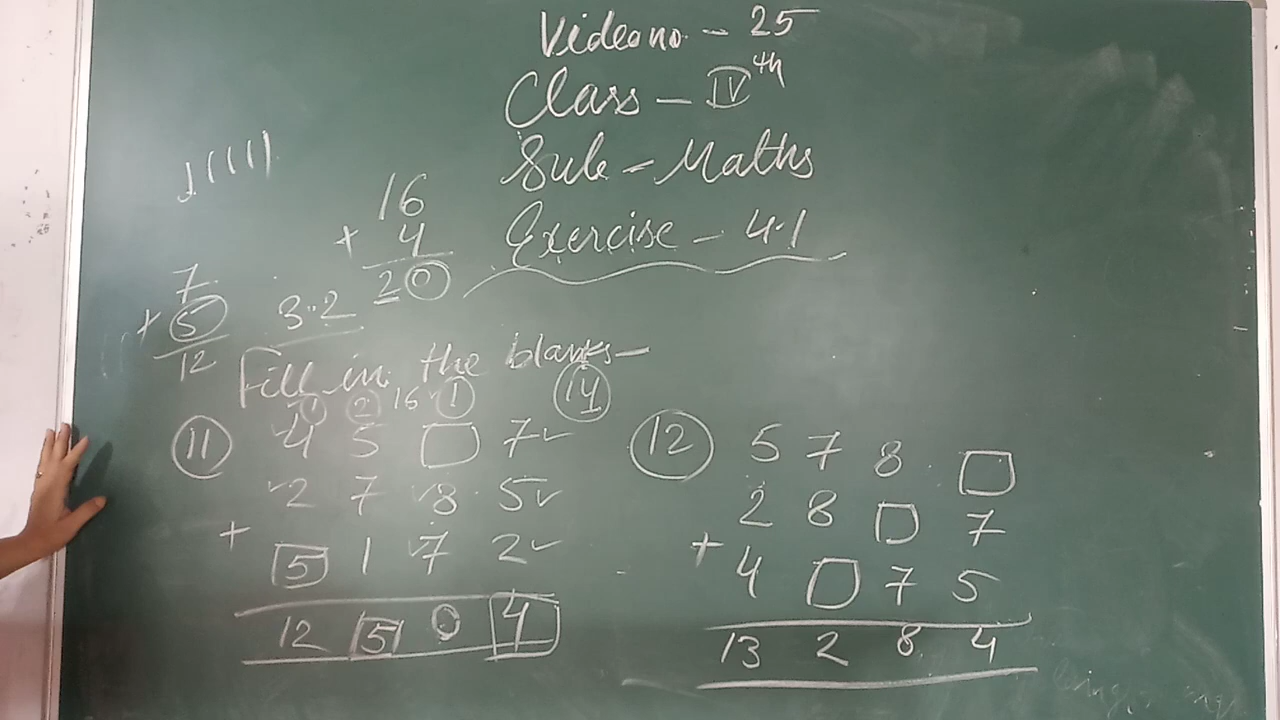 Video no - 25
Class - IV th
Sub - Maths
Exercise - 4.1
16
+ 4
20
7
+ 5
12
3.2
Fill in the blanks-
14
1 2 16 1
11 4 5 □ 7
2 7 8 5
+ 5 1 7 2
12 5 0 4
12 5 7 8 □
2 8 □ 7
+ 4 □ 7 5
13 2 8 4